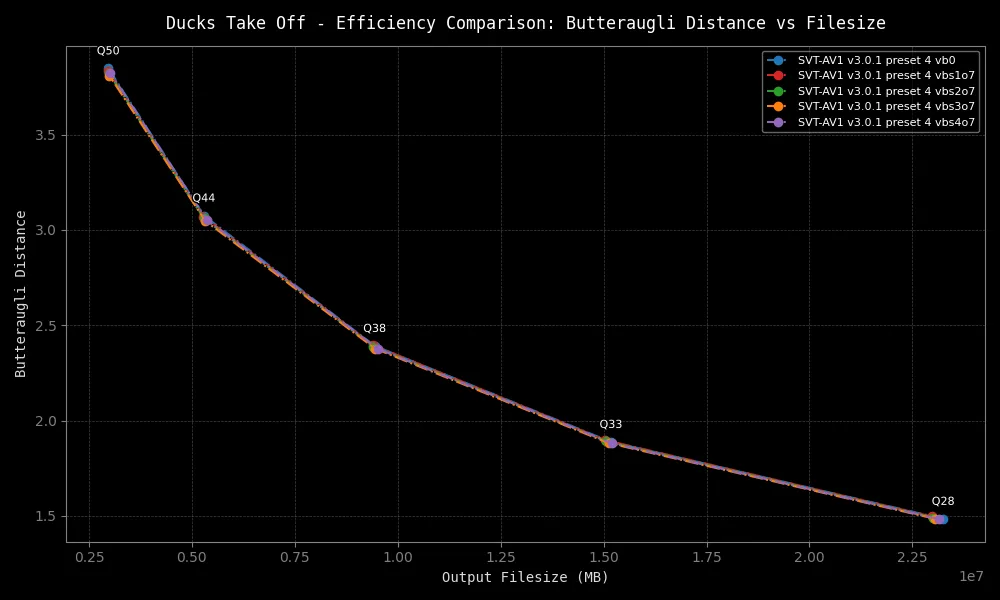 Ducks Take Off - Efficiency Comparison: Butteraugli Distance vs Filesize
Q50
SVT-AV1 v3.0.1 preset 4 vb0
SVT-AV1 v3.0.1 preset 4 vbs1o7
SVT-AV1 v3.0.1 preset 4 vbs2o7
SVT-AV1 v3.0.1 preset 4 vbs3o7
SVT-AV1 v3.0.1 preset 4 vbs4o7
3.5
Q44
3.0
Butteraugli Distance
2.5
Q38
2.0
Q33
1.5
Q28
0.25 0.50 0.75 1.00 1.25 1.50 1.75 2.00 2.25
1e7
Output Filesize (MB)